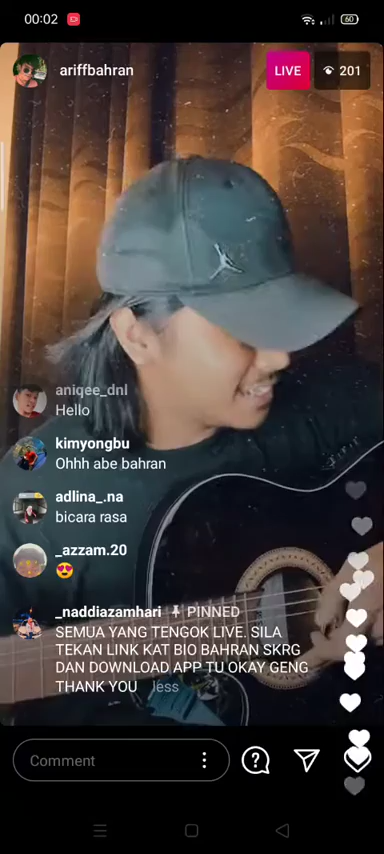 00:02
60
ariffbahran
LIVE
201
aniqee_dnl
Hello
kimyongbu
Ohhh abe bahran
adlina_.na
bicara rasa
_azzam.20
😍
_naddiazamhari PINNED
SEMUA YANG TENGOK LIVE. SILA
TEKAN LINK KAT BIO BAHRAN SKRG
DAN DOWNLOAD APP TU OKAY GENG
THANK YOU less
Comment